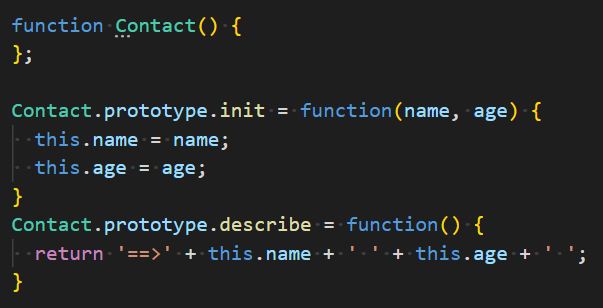 function Contact() {
};

Contact.prototype.init = function(name, age) {
  this.name = name;
  this.age = age;
}
Contact.prototype.describe = function() {
  return '==>' + this.name + ' ' + this.age + ' ';
}